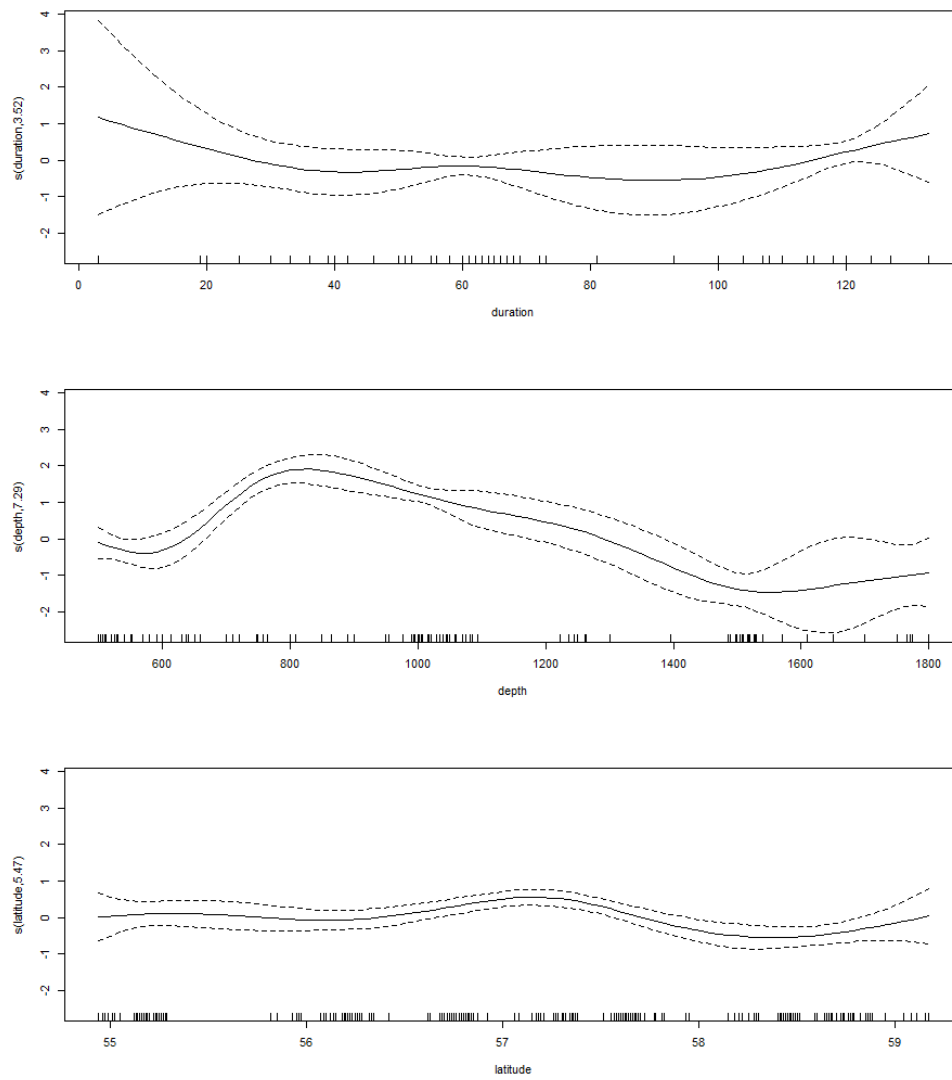 4
3
2
1
0
-1
-2
s(duration,3.52)
0 20 40 60 80 100 120
duration
4
3
2
1
0
-1
-2
s(depth,7.29)
600 800 1000 1200 1400 1600 1800
depth
4
3
2
1
0
-1
-2
s(latitude,5.47)
55 56 57 58 59
latitude